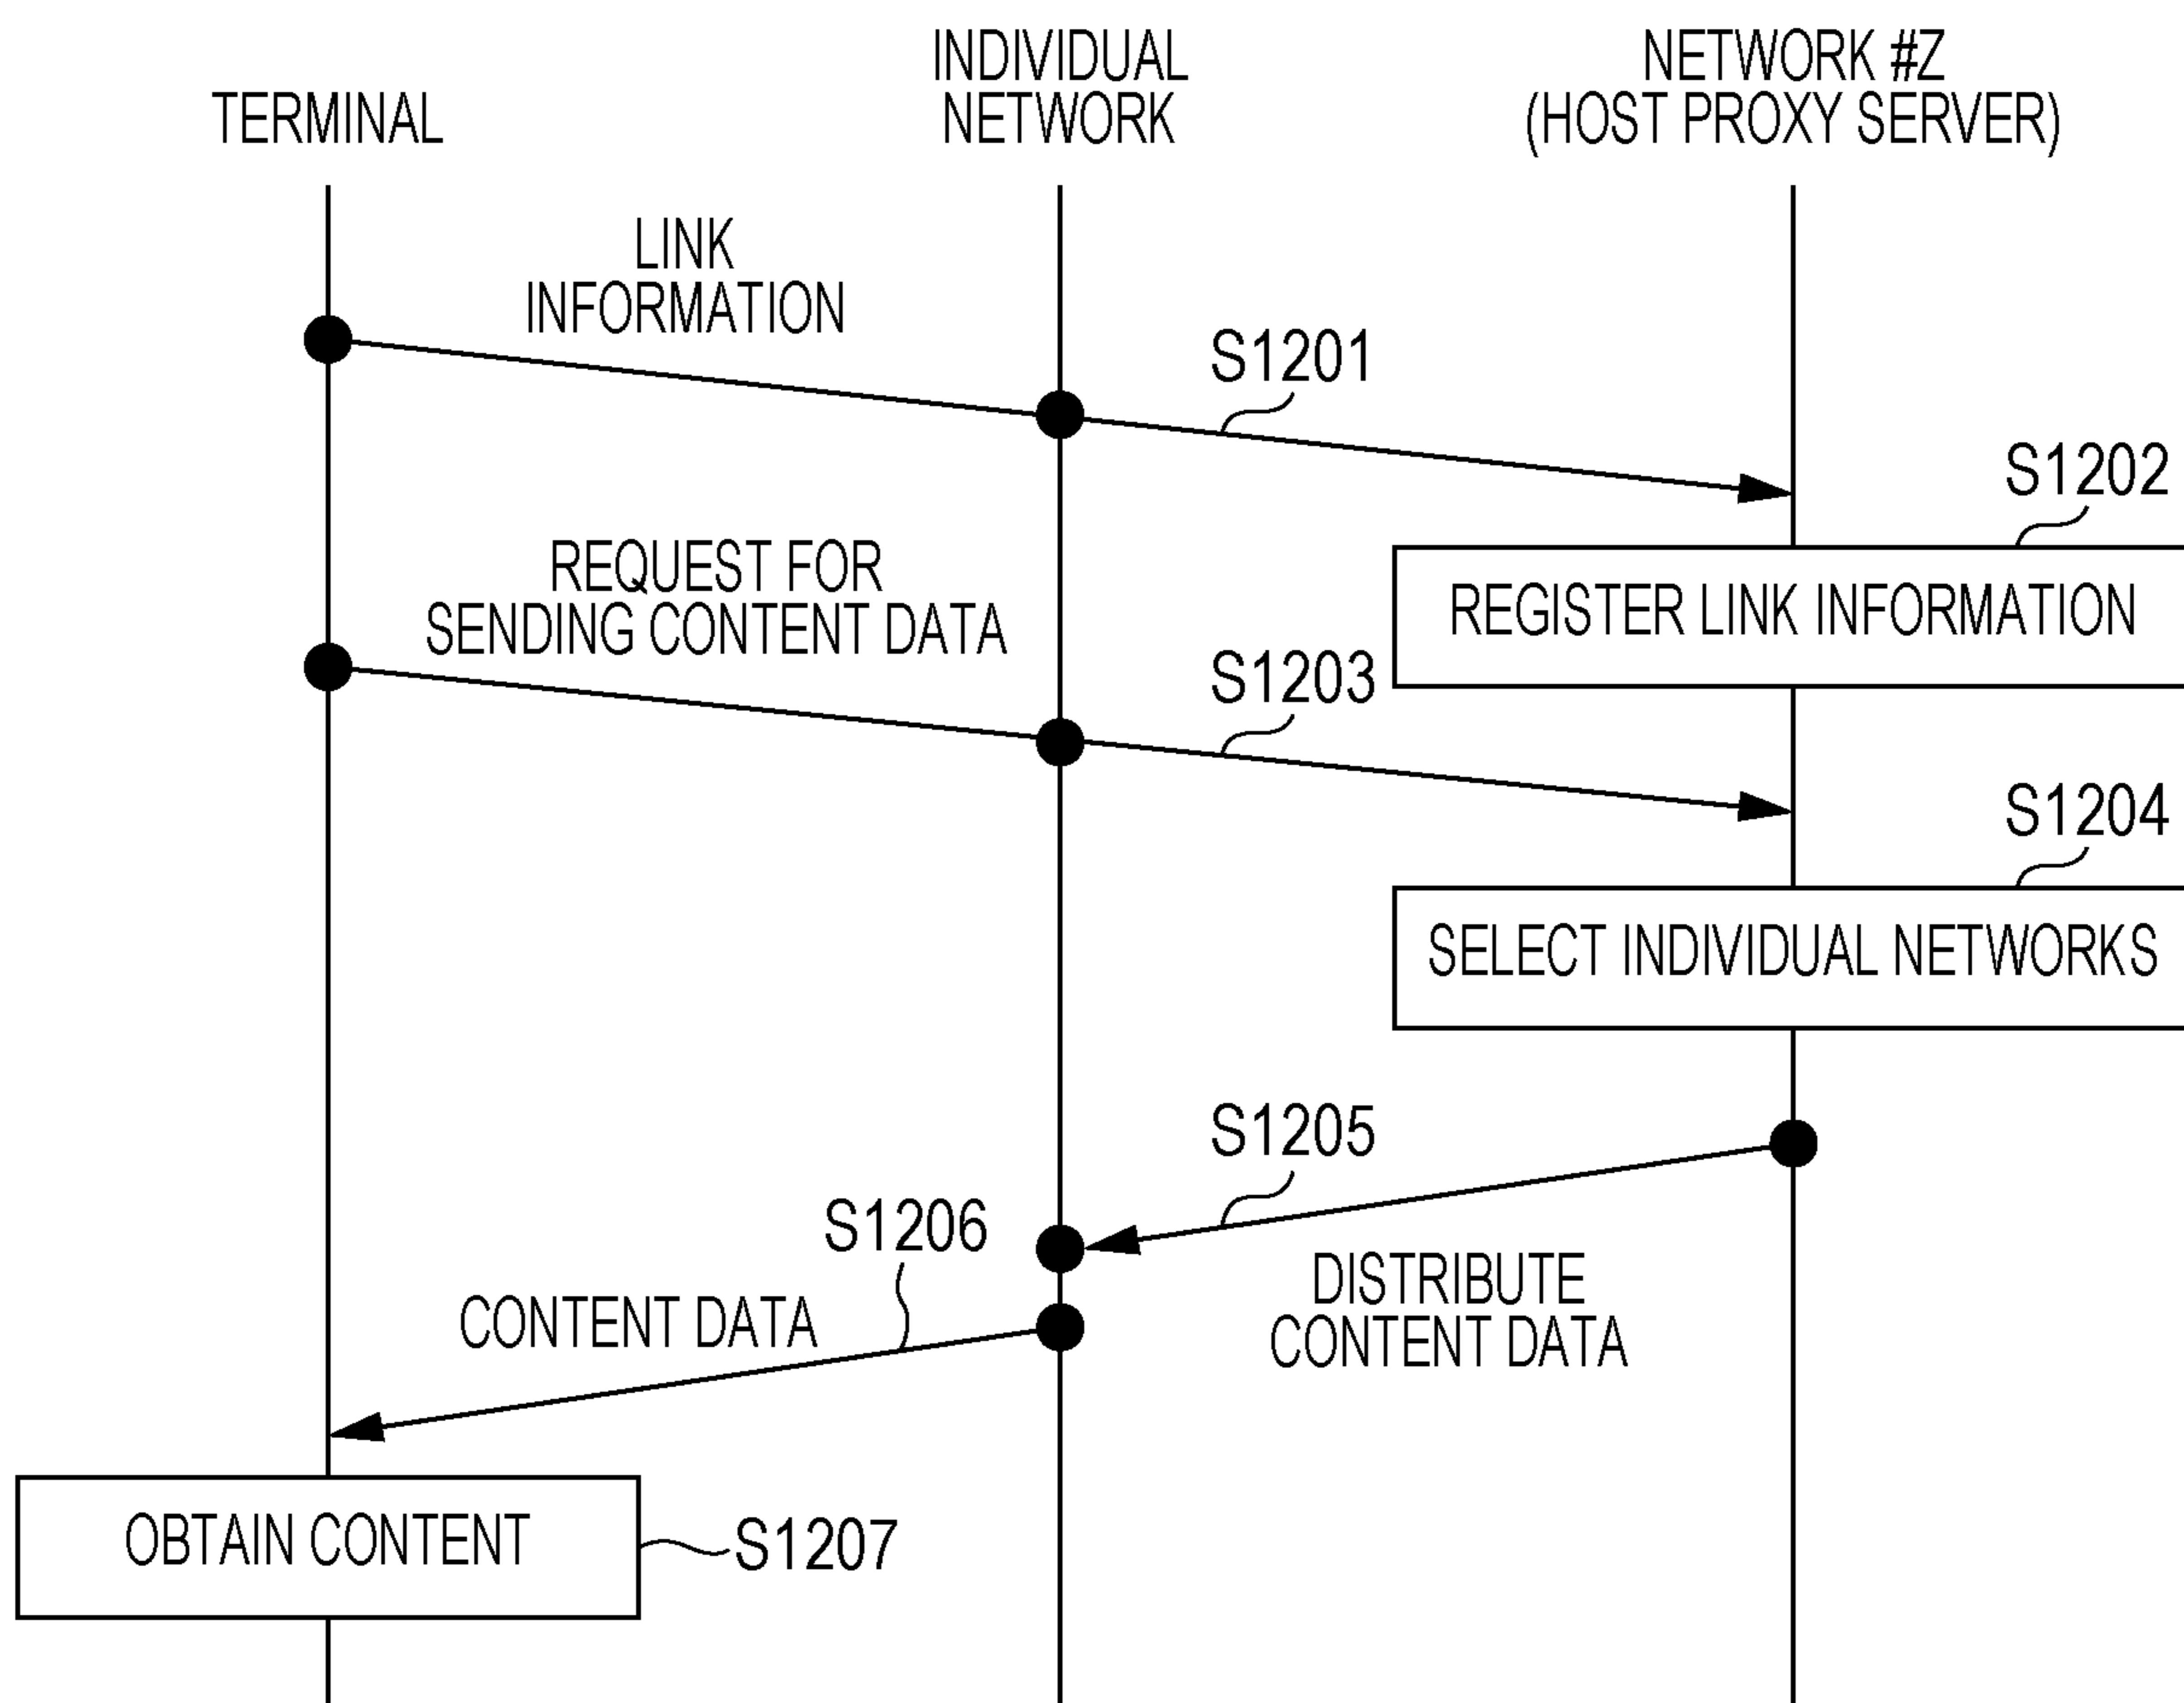 TERMINAL
INDIVIDUAL
NETWORK
NETWORK #Z
(HOST PROXY SERVER)
LINK
INFORMATION
S1201
S1202
REGISTER LINK INFORMATION
REQUEST FOR
SENDING CONTENT DATA
S1203
S1204
SELECT INDIVIDUAL NETWORKS
S1205
DISTRIBUTE
CONTENT DATA
S1206
CONTENT DATA
OBTAIN CONTENT
S1207